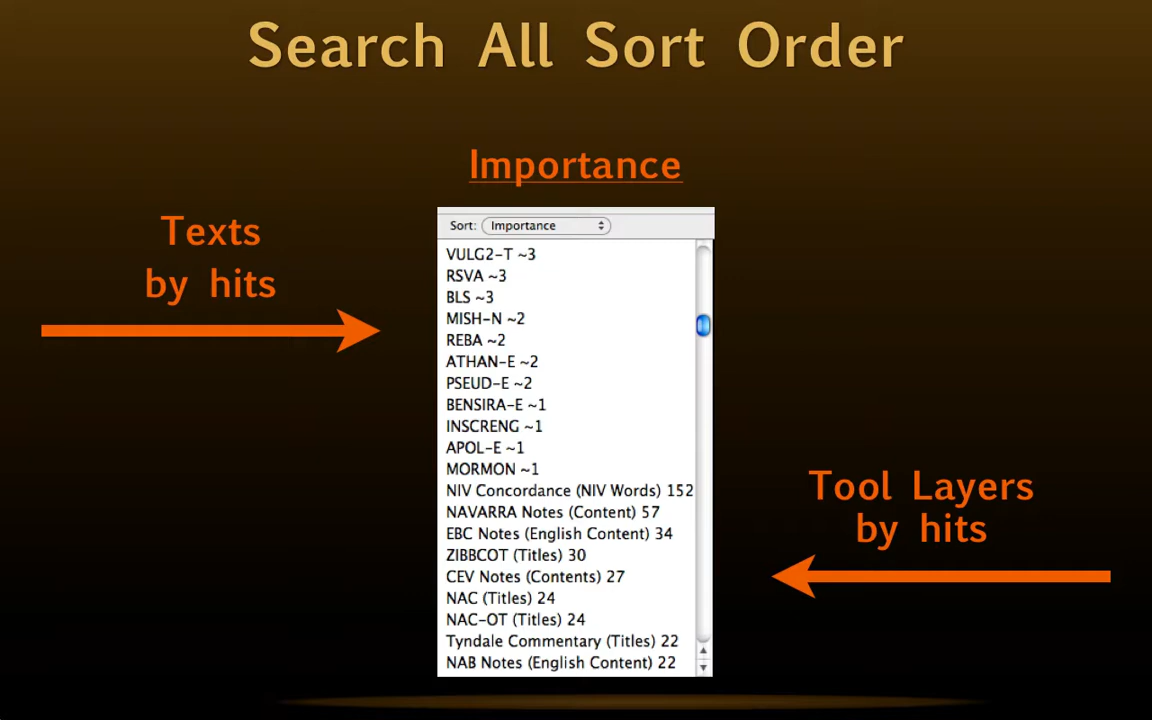 Search All Sort Order
Importance
Texts
by hits
Sort: Importance
VULG2-T ~3
RSVA ~3
BLS ~3
MISH-N ~2
REBA ~2
ATHAN-E ~2
PSEUD-E ~2
BENSIRA-E ~1
INSCRENG ~1
APOL-E ~1
MORMON ~1
NIV Concordance (NIV Words) 152
NAVARRA Notes (Content) 57
EBC Notes (English Content) 34
ZIBBCOT (Titles) 30
CEV Notes (Contents) 27
NAC (Titles) 24
NAC-OT (Titles) 24
Tyndale Commentary (Titles) 22
NAB Notes (English Content) 22
Tool Layers
by hits